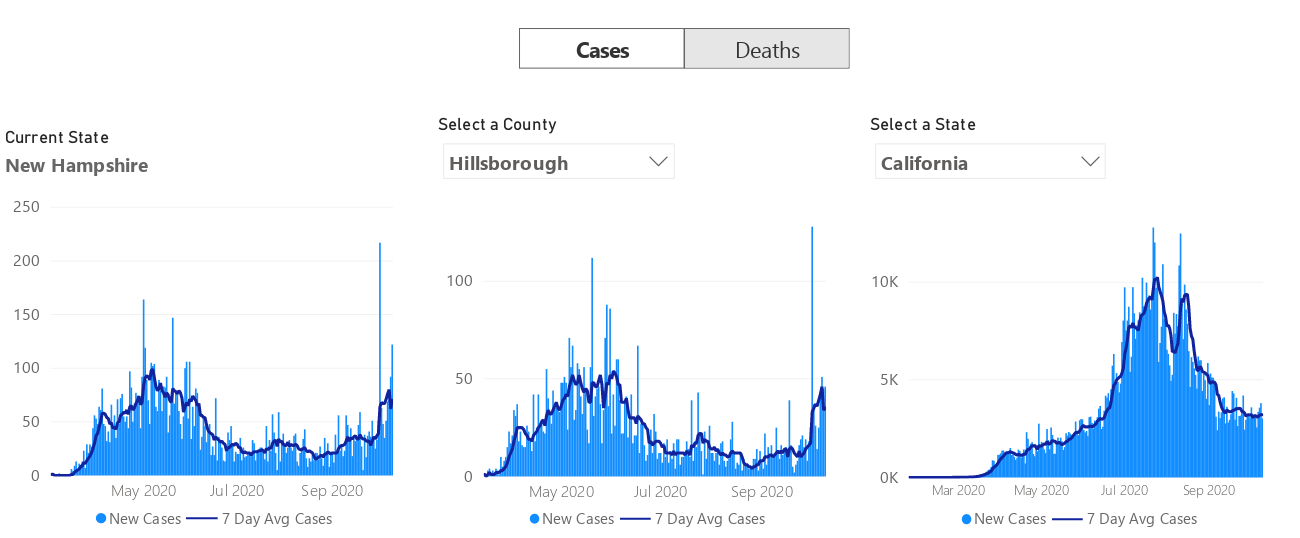 Cases Deaths
Current State
New Hampshire
250
200
150
100
50
0
May 2020 Jul 2020 Sep 2020
New Cases 7 Day Avg Cases
Select a County
Hillsborough
100
50
0
May 2020 Jul 2020 Sep 2020
New Cases 7 Day Avg Cases
Select a State
California
10K
5K
0K
Mar 2020 May 2020 Jul 2020 Sep 2020
New Cases 7 Day Avg Cases